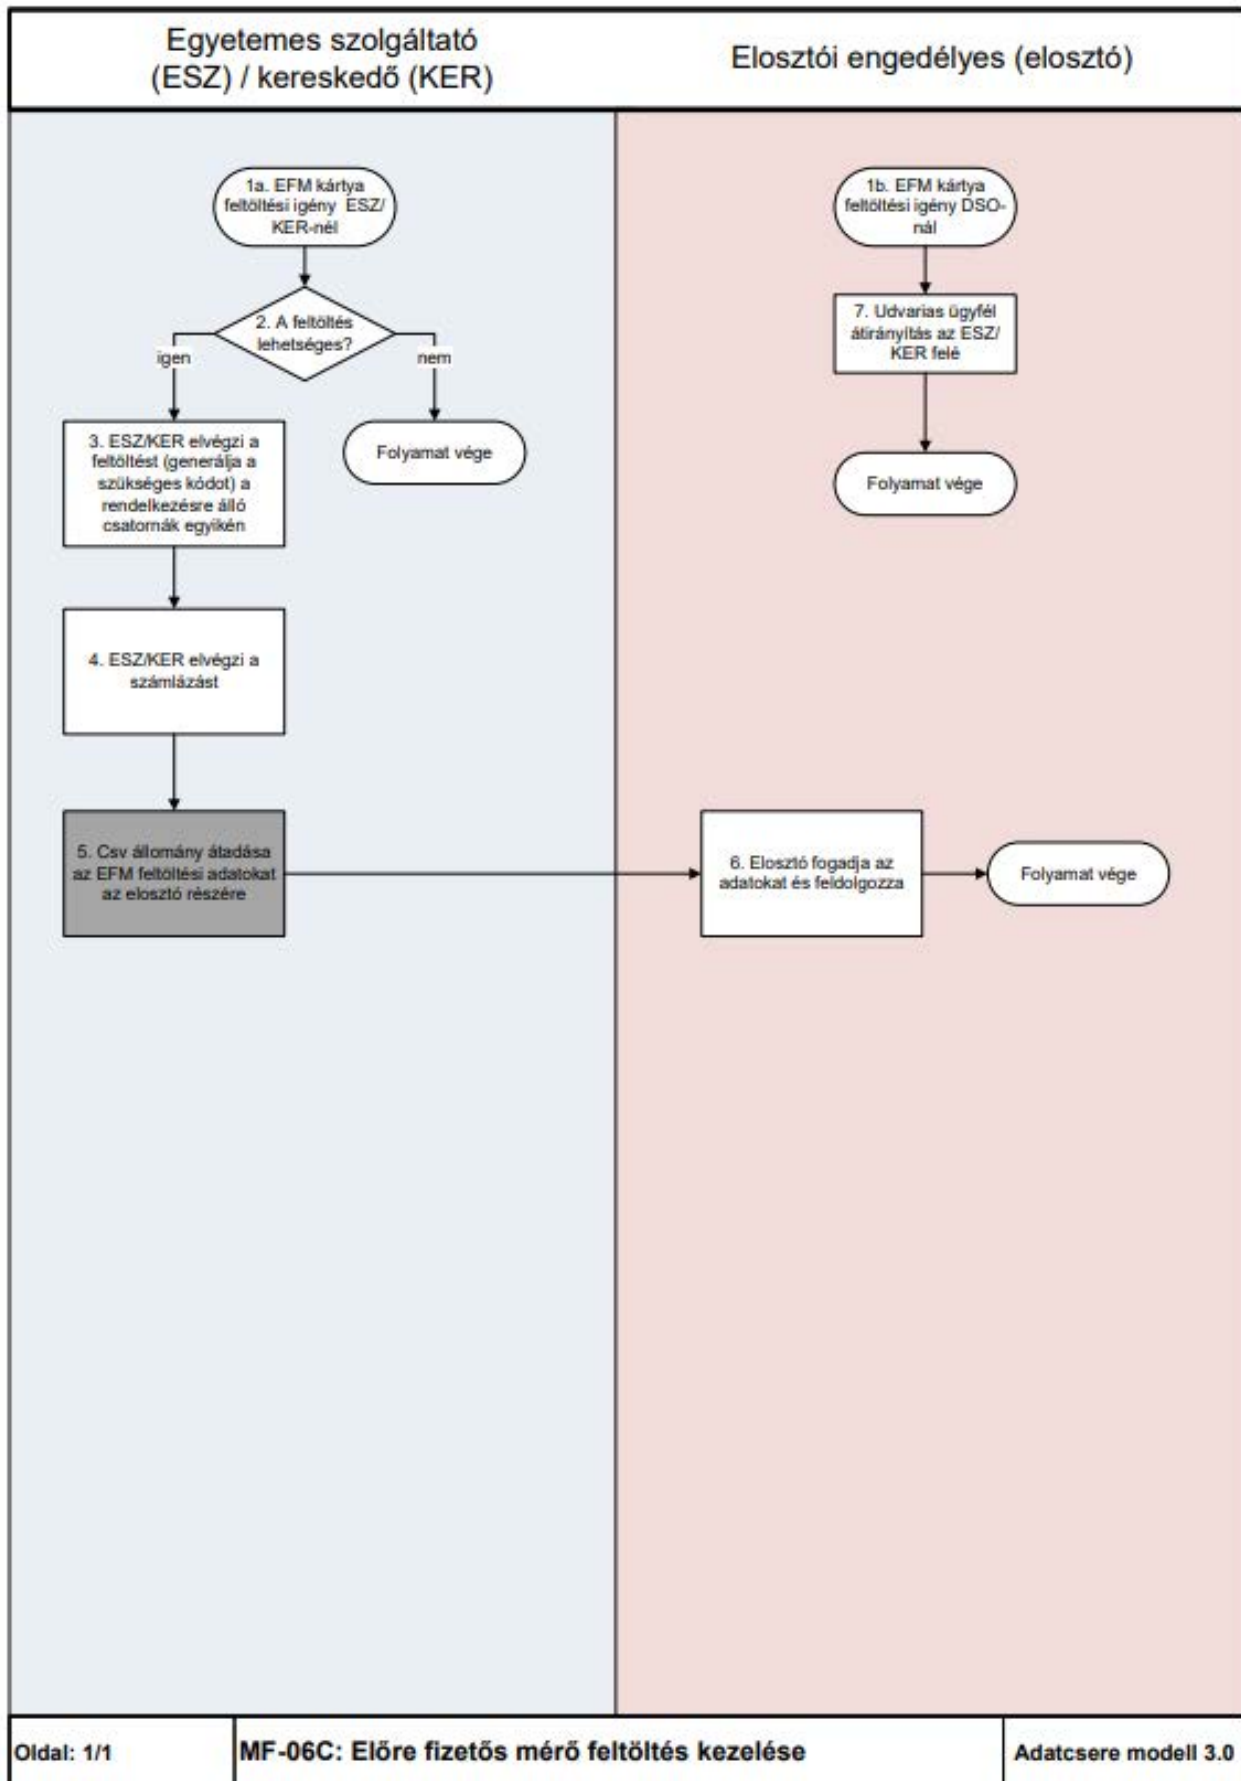 Egyetemes szolgáltató
(ESZ) / kereskedő (KER)
Elosztói engedélyes (elosztó)
1a. EFM kártya
feltöltési igény ESZ/
KER-nél
1b. EFM kártya
feltöltési igény DSO-
nál
2. A feltöltés
lehetséges?
igen
nem
7. Udvarias ügyfél
átirányítás az ESZ/
KER felé
3. ESZ/KER elvégzi a
feltöltést (generálja a
szükséges kódot) a
rendelkezésre álló
csatornák egyikén
Folyamat vége
Folyamat vége
4. ESZ/KER elvégzi a
számlázást
5. Csv állomány átadása
az EFM feltöltési adatokat
az elosztó részére
6. Elosztó fogadja az
adatokat és feldolgozza
Folyamat vége
Oldal: 1/1
MF-06C: Előre fizetős mérő feltöltés kezelése
Adatcsere modell 3.0